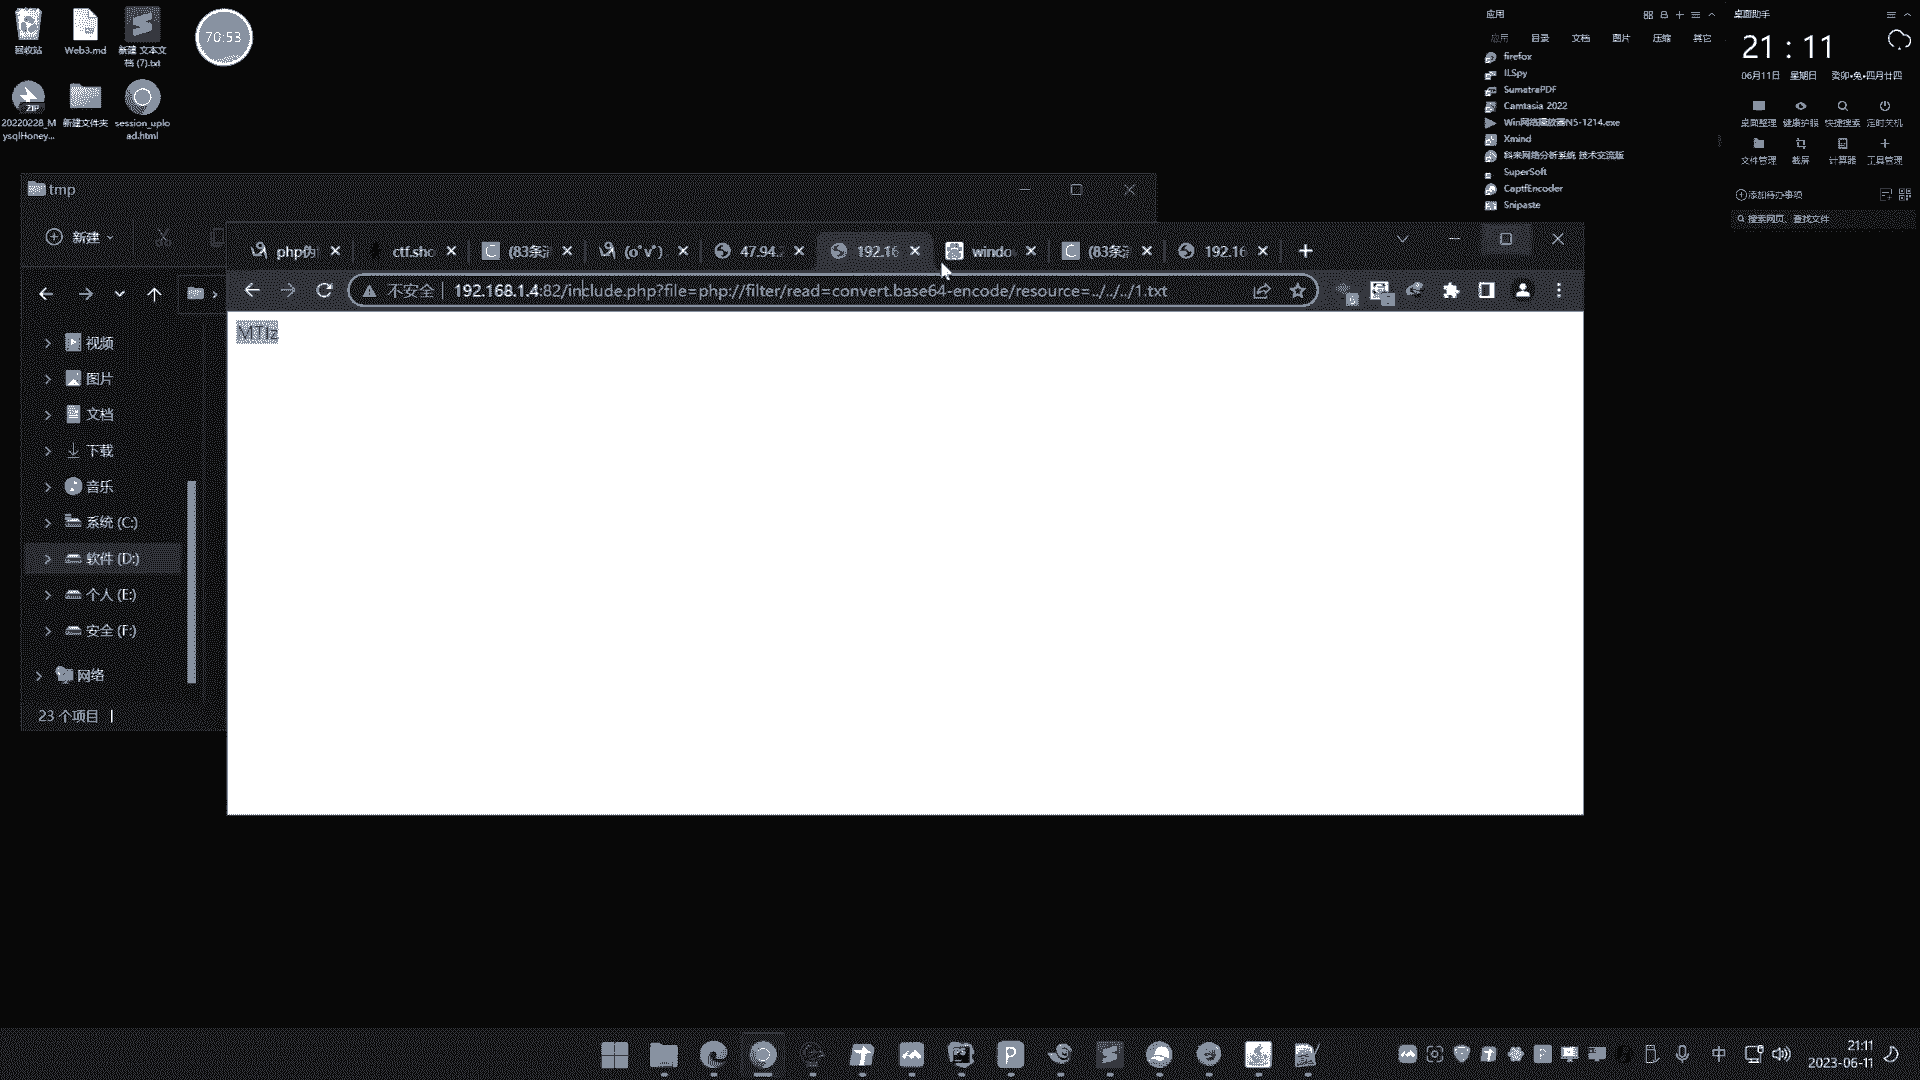 回收站
Web3.md
新建 文本文
档 (7).txt
70:53
20220228_M
ysqlHoney...
新建文件夹
session_uplo
ad.html
应用
应用 目录 文档 图片 压缩 其它
firefox
ILSpy
SumatraPDF
Camtasia 2022
Win网络播放器N5-1214.exe
Xmind
科来网络分析系统 技术交流版
SuperSoft
CaptfEncoder
Snipaste
桌面助手
21 : 11
06月11日 星期日 癸卯•兔•四月廿四
桌面整理 健康护眼 快捷搜索 定时关机
文件管理 截屏 计算器 工具管理
添加待办事项
搜索网页、查找文件
tmp
新建
php伪
ctf.sho
(83条
(o゜v゜)
47.94.
192.16
windo
(83条
192.16
不安全
192.168.1.4:82/include.php?file=php://filter/read=convert.base64-encode/resource=../../../1.txt
MTIz
视频
图片
文档
下载
音乐
系统 (C:)
软件 (D:)
个人 (E:)
安全 (F:)
网络
23 个项目
中
21:11
2023-06-11